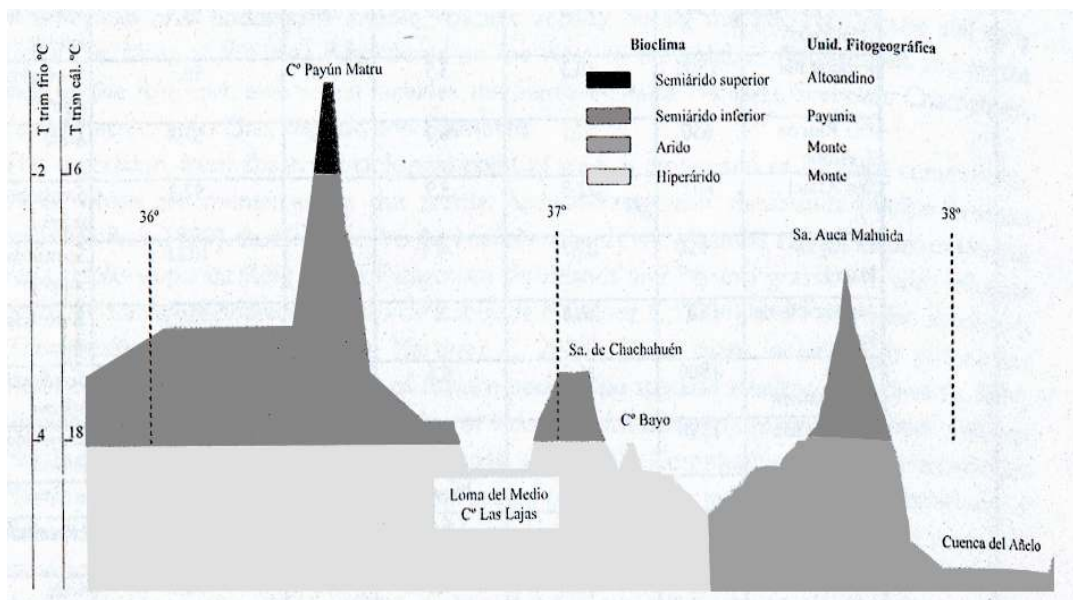 T trim frío °C
T trim cál. °C
2
6
4
18
Bioclima Unid. Fitogeográfica
Semiárido superior Altoandino
Semiárido inferior Payunia
Arido Monte
Hiperárido Monte
Cº Payún Matru
36º
37º
38º
Sa. Auca Mahuida
Sa. de Chachahuén
Cº Bayo
Loma del Medio
Cº Las Lajas
Cuenca del Añelo